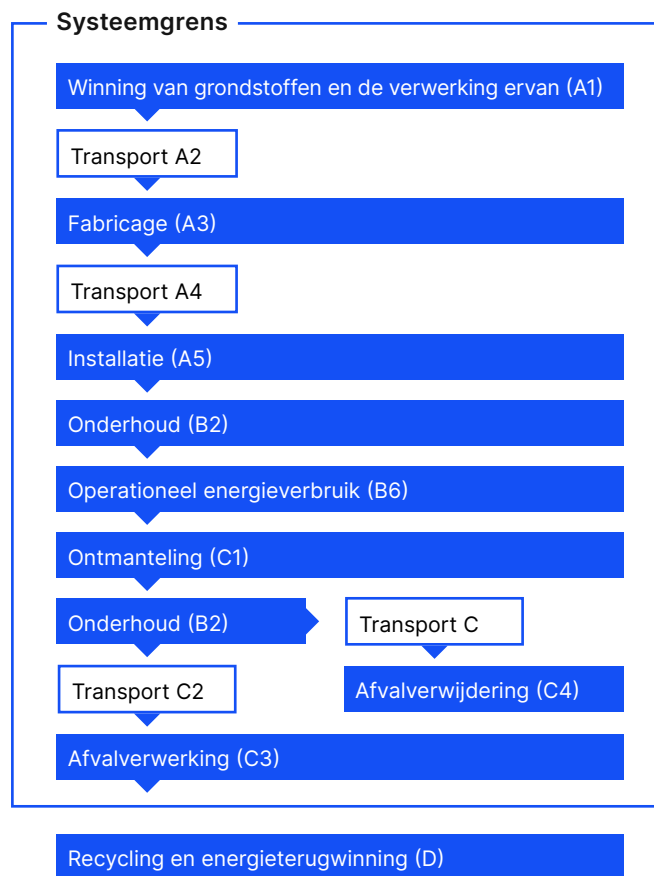 Systeemgrens
Winning van grondstoffen en de verwerking ervan (A1)
Transport A2
Fabricage (A3)
Transport A4
Installatie (A5)
Onderhoud (B2)
Operationeel energieverbruik (B6)
Ontmanteling (C1)
Onderhoud (B2)
Transport C
Transport C2
Afvalverwijdering (C4)
Afvalverwerking (C3)
Recycling en energieterugwinning (D)